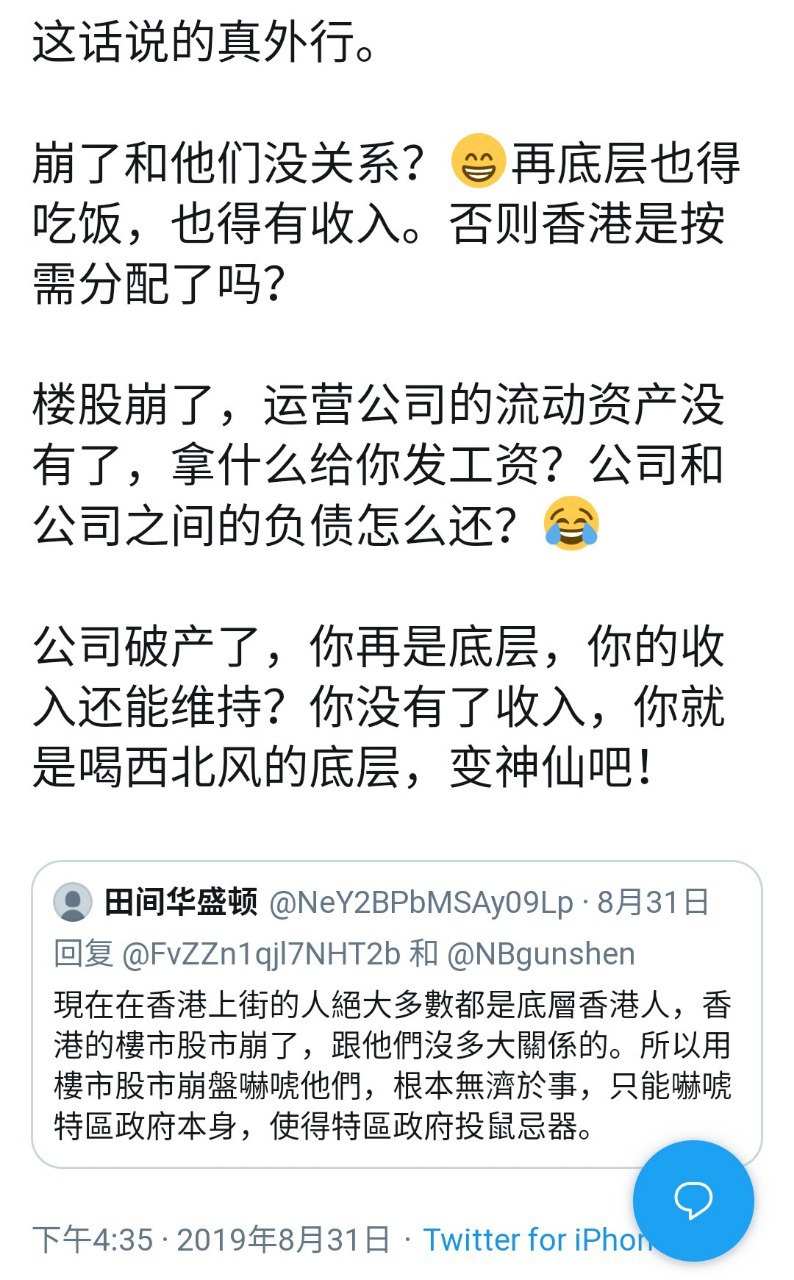 这话说的真外行。
崩了和他们没关系？😁再底层也得
吃饭，也得有收入。否则香港是按
需分配了吗？
楼股崩了，运营公司的流动资产没
有了，拿什么给你发工资？公司和
公司之间的负债怎么还？😂
公司破产了，你再是底层，你的收
入还能维持？你没有了收入，你就
是喝西北风的底层，变神仙吧！
田间华盛顿 @NeY2BPbMSAy09Lp · 8月31日
回复 @FvZZn1qjl7NHT2b 和 @NBgunshen
現在在香港上街的人絕大多數都是底層香港人，香
港的樓市股市崩了，跟他們沒多大關係的。所以用
樓市股市崩盤嚇唬他們，根本無濟於事，只能嚇唬
特區政府本身，使得特區政府投鼠忌器。
下午4:35 · 2019年8月31日 · Twitter for iPhon